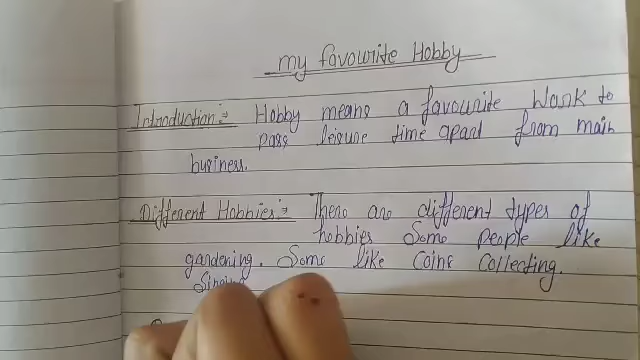 my favourite Hobby
Introduction:- Hobby means a favourite Work to
pass leisure time apart from main
business.
Different Hobbies:- There are different types of
hobbies Some people like
gardening. Some like Coins Collecting.